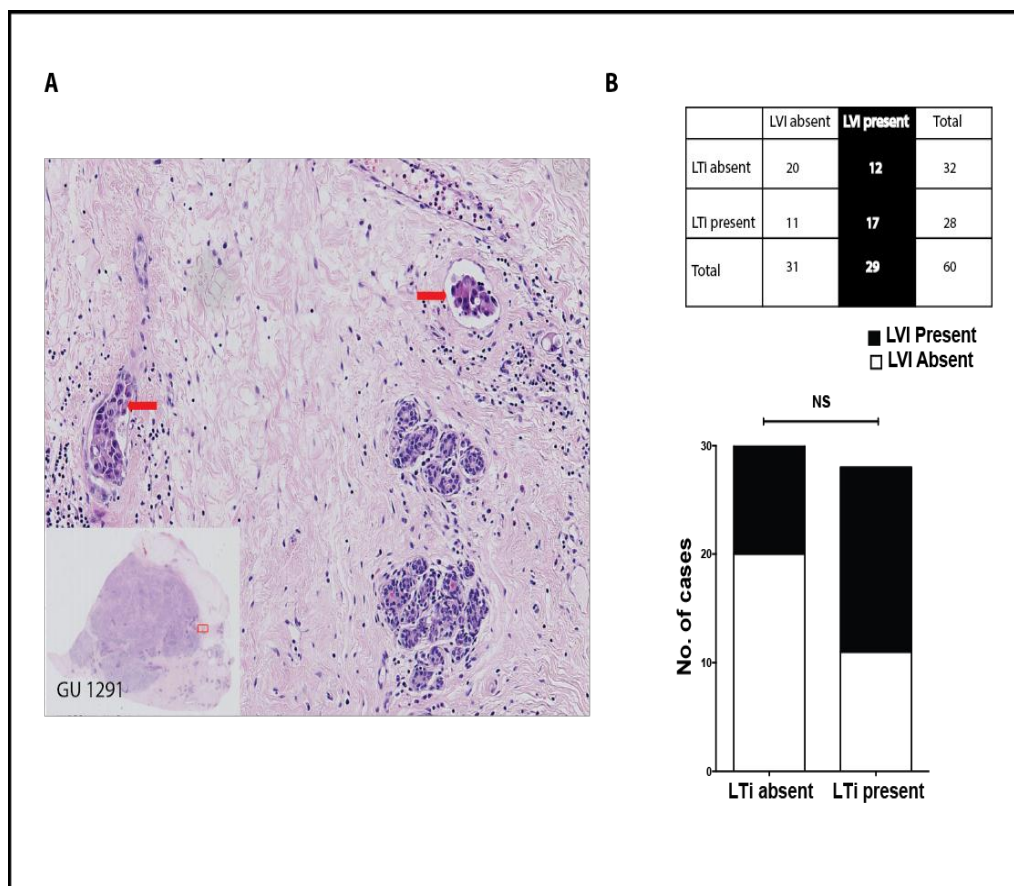 A
GU 1291
B
LVI absent LVI present Total
LTI absent 20 12 32
LTI present 11 17 28
Total 31 29 60
LVI Present
LVI Absent
NS
30
20
10
0
No. of cases
LTi absent LTi present